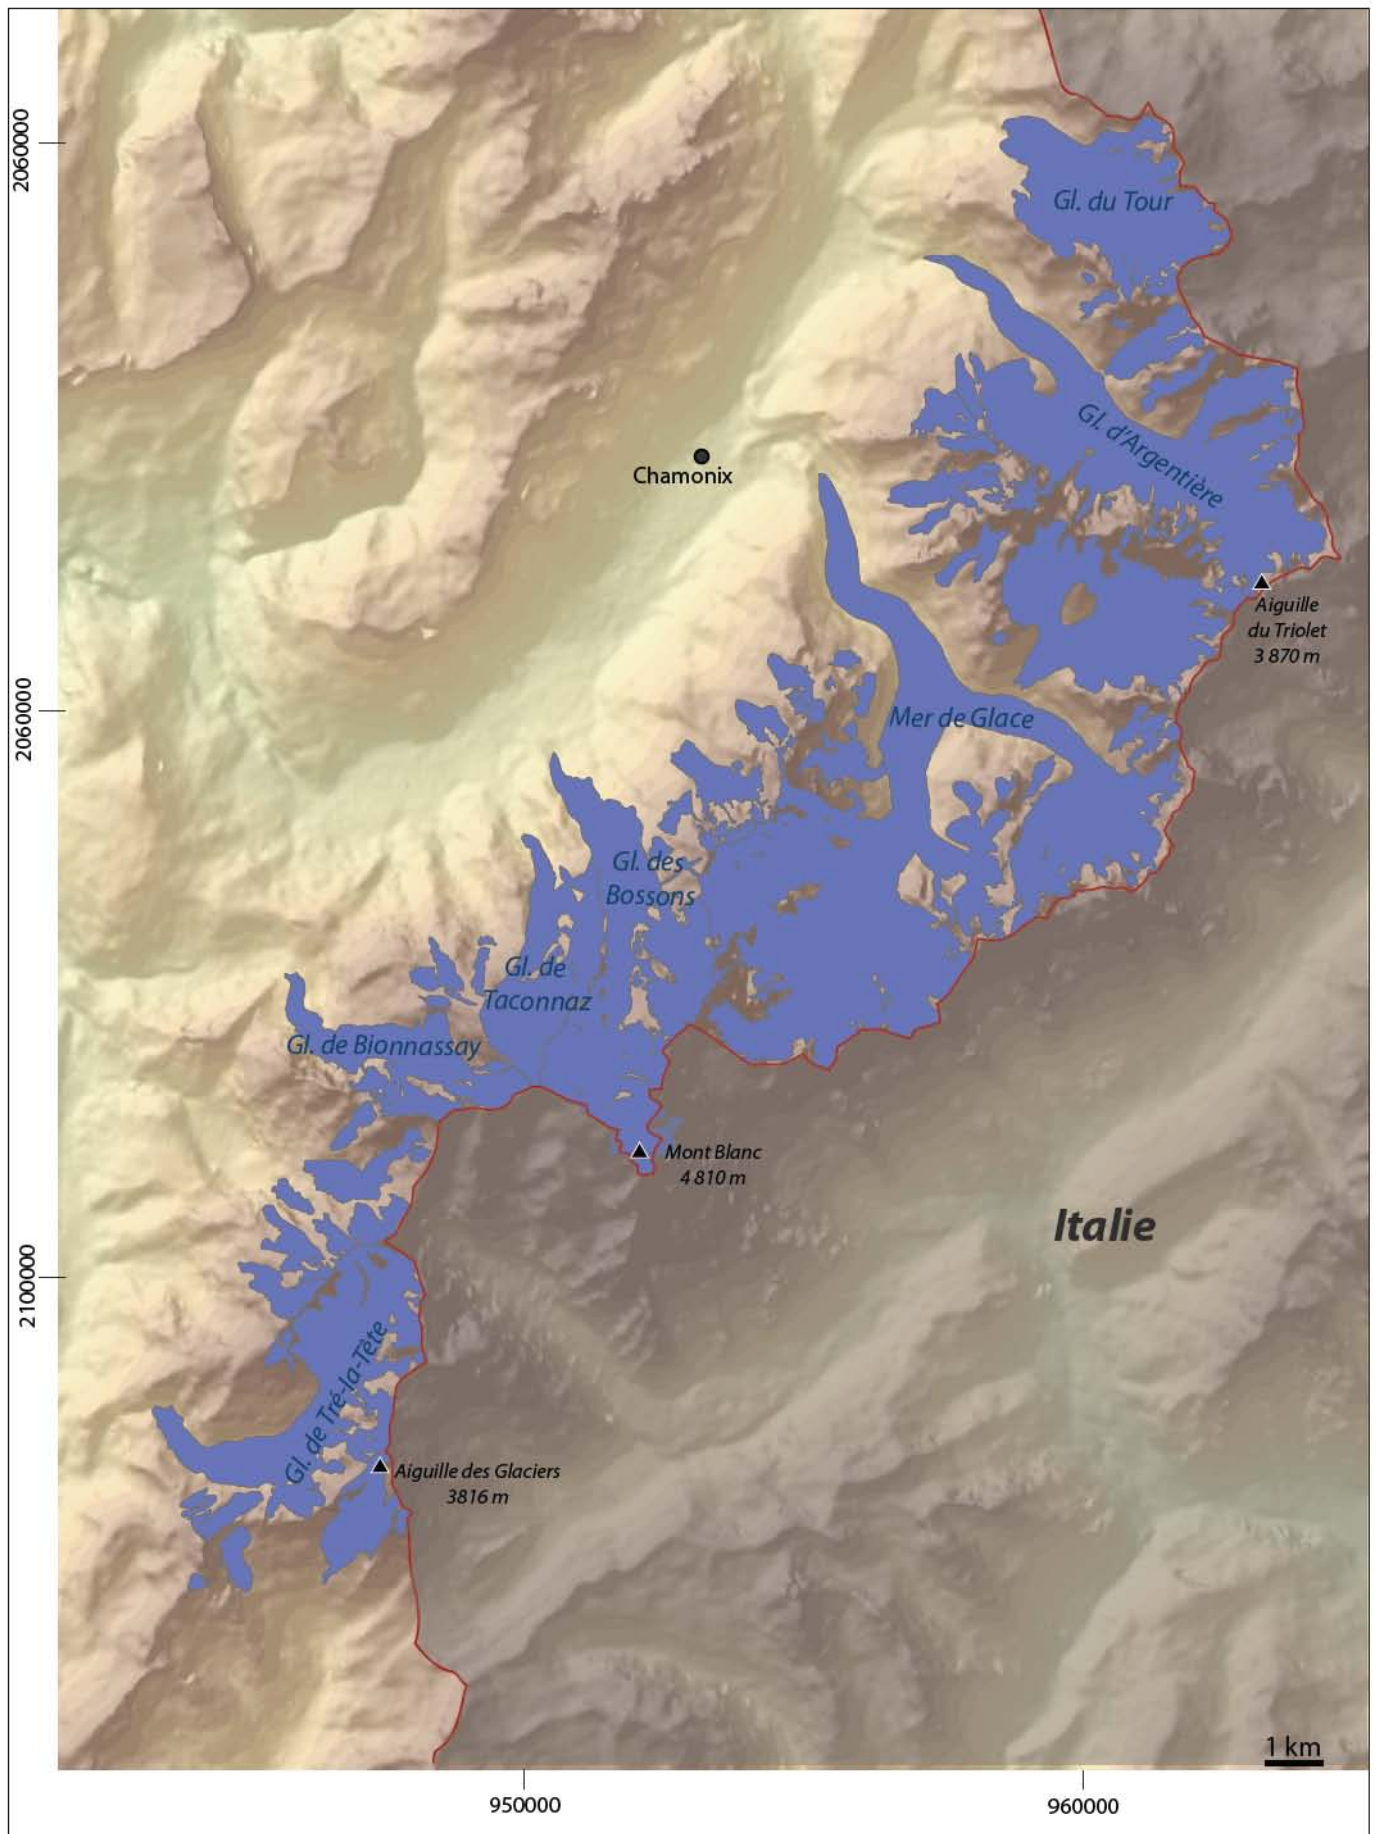 2060000
Gl. du Tour
Gl. d'Argentière
Chamonix
Aiguille
du Triolet
3 870 m
2060000
Mer de Glace
Gl. des
Bossons
Gl. de
Taconnaz
Gl. de Bionnassay
Mont Blanc
4 810 m
Italie
2100000
Gl. de Tré-la-Tête
Aiguille des Glaciers
3816 m
1 km
950000
960000